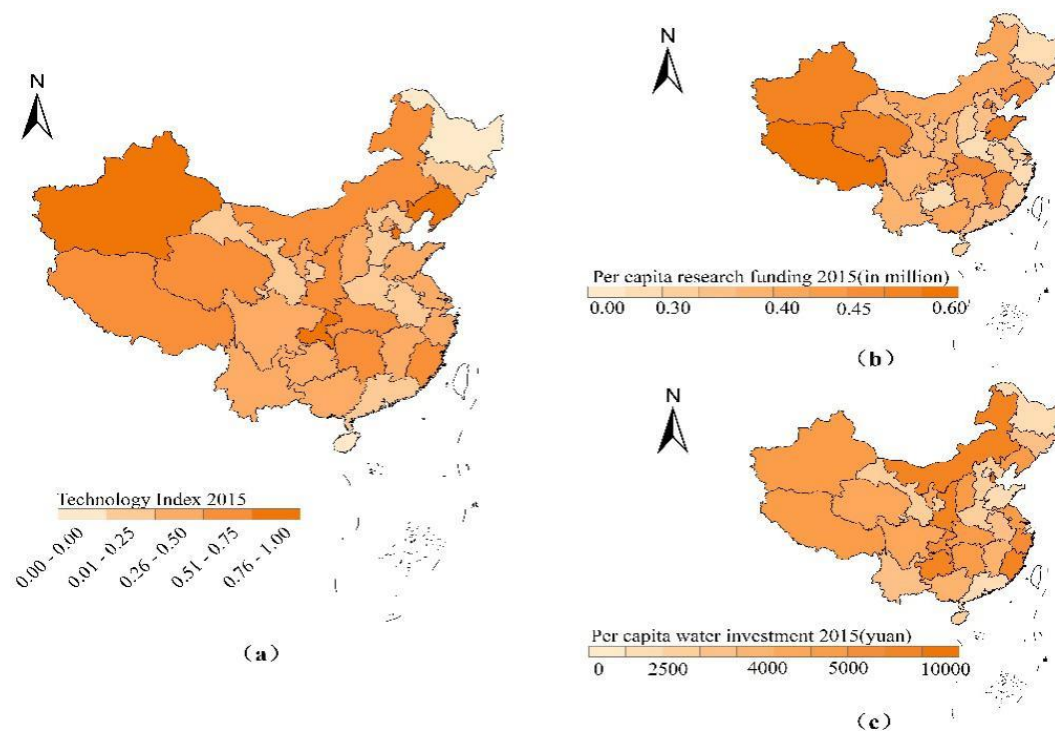 N
Technology Index 2015
0.00 - 0.00
0.01 - 0.25
0.26 - 0.50
0.51 - 0.75
0.76 - 1.00
(a)
N
Per capita research funding 2015(in million)
0.00 0.30 0.40 0.45 0.60
(b)
N
Per capita water investment 2015(yuan)
0 2500 4000 5000 10000
(c)